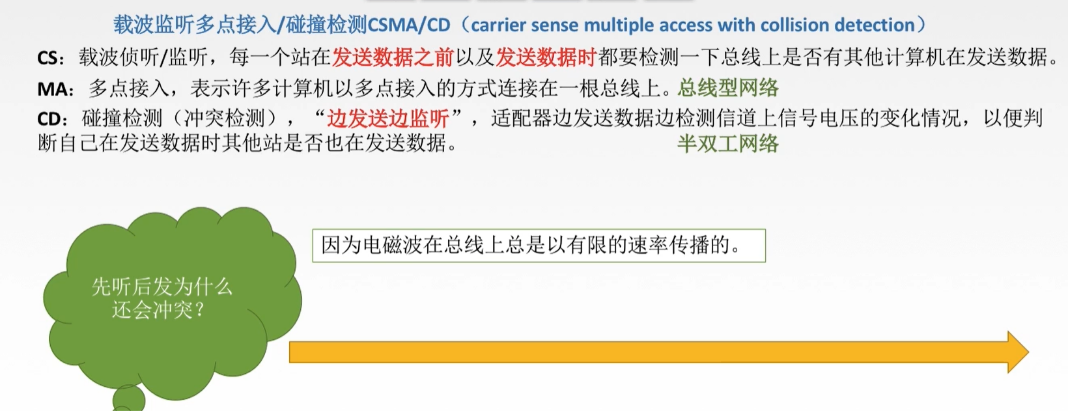 载波监听多点接入/碰撞检测CSMA/CD（carrier sense multiple access with collision detection）
CS：载波侦听/监听，每一个站在发送数据之前以及发送数据时都要检测一下总线上是否有其他计算机在发送数据。
MA：多点接入，表示许多计算机以多点接入的方式连接在一根总线上。总线型网络
CD：碰撞检测（冲突检测），“边发送边监听”，适配器边发送数据边检测信道上信号电压的变化情况，以便判
断自己在发送数据时其他站是否也在发送数据。 半双工网络
因为电磁波在总线上总是以有限的速率传播的。
先听后发为什么
还会冲突？